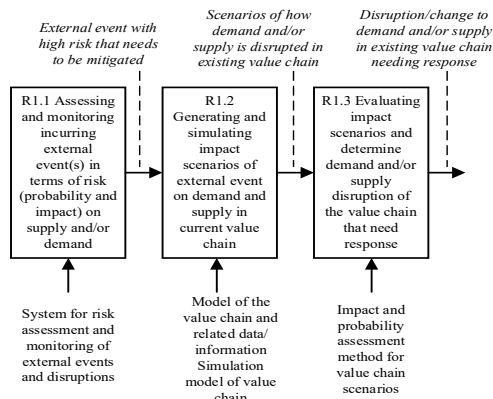 External event with
high risk that needs
to be mitigated
Scenarios of how
demand and/or
supply is disrupted in
existing value chain
Disruption/change to
demand and/or supply
in existing value chain
needing response
R1.1 Assessing
and monitoring
incurring
external
event(s) in
terms of risk
(probability and
impact) on
supply and/or
demand
R1.2
Generating and
simulating
impact
scenarios of
external event
on demand and
supply in
current value
chain
R1.3 Evaluating
impact
scenarios and
determine
demand and/or
supply
disruption of
the value chain
that need
response
System for risk
assessment and
monitoring of
external events
and disruptions
Model of the
value chain and
related data/
information
Simulation
model of value
chain
Impact and
probability
assessment
method for
value chain
scenarios